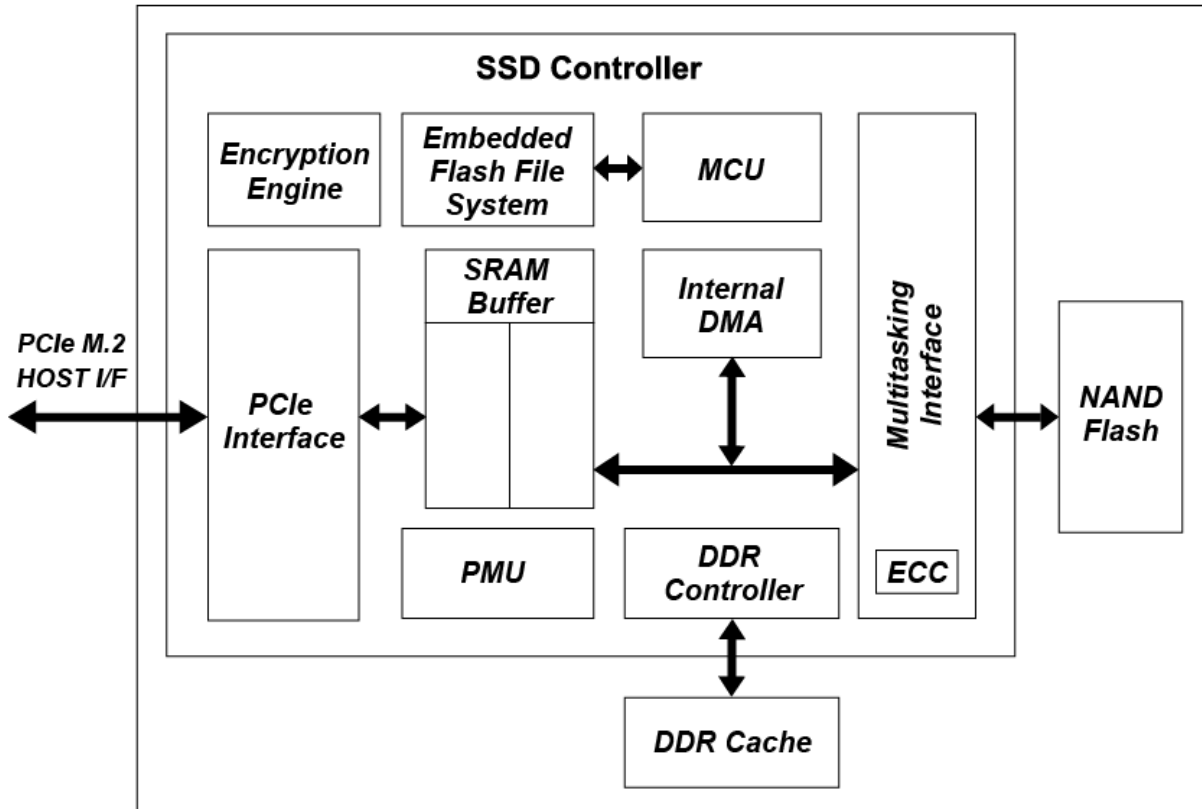 SSD Controller
Encryption
Engine
Embedded
Flash File
System
MCU
PCIe M.2
HOST I/F
PCIe
Interface
SRAM
Buffer
Internal
DMA
Multitasking
Interface
NAND
Flash
PMU
DDR
Controller
ECC
DDR Cache